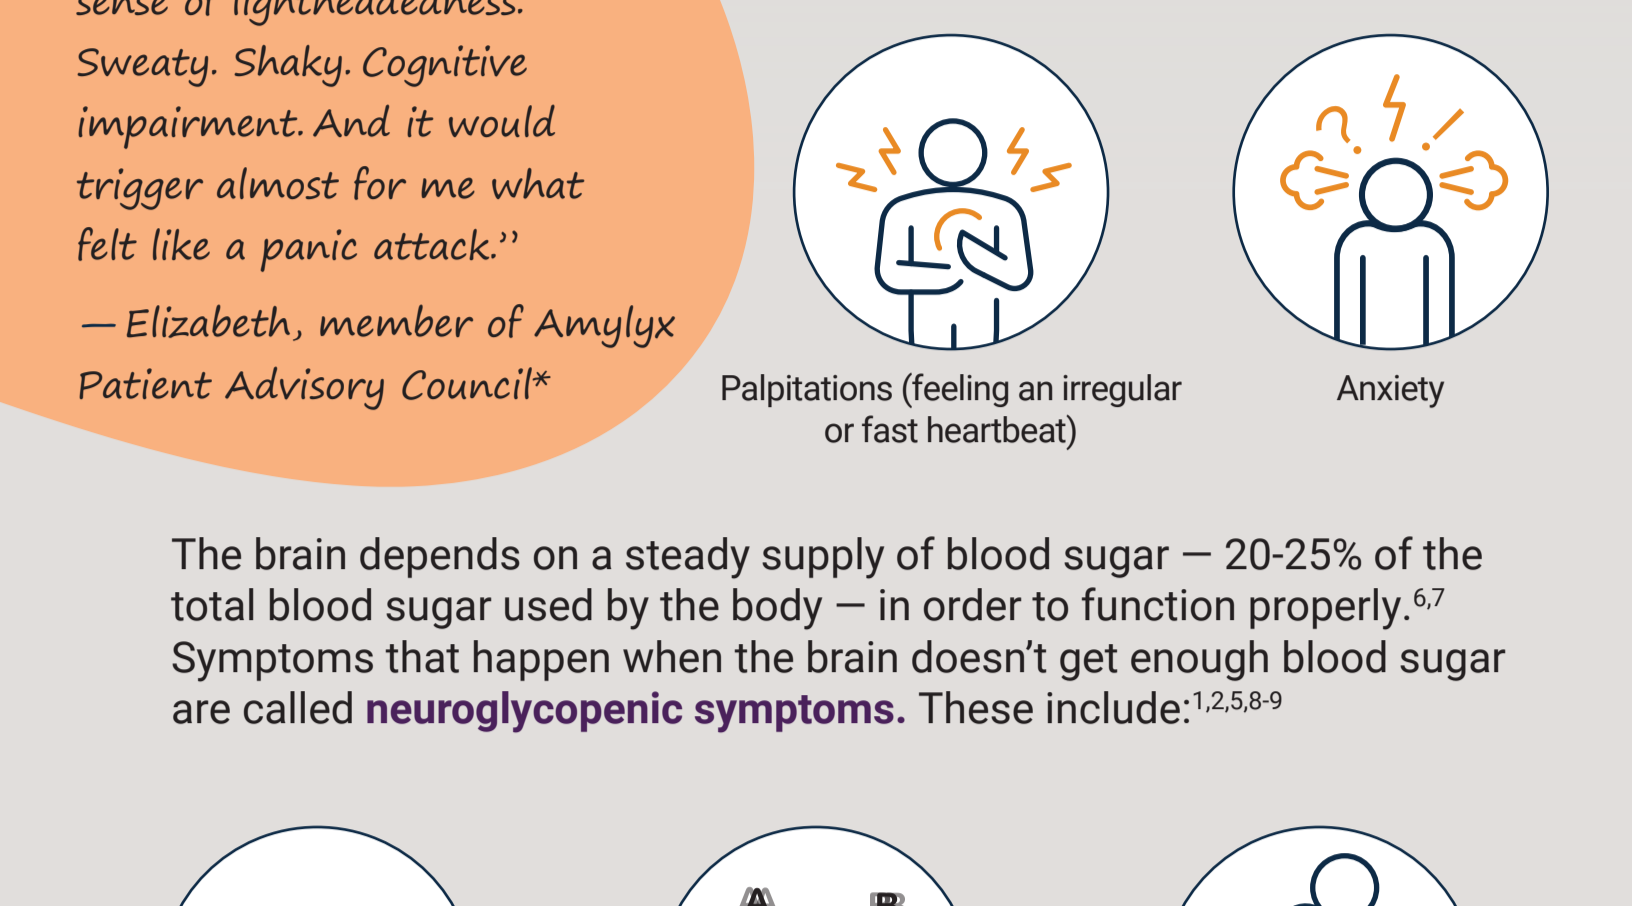 sense of lightheadedness.
Sweaty. Shaky. Cognitive
impairment. And it would
trigger almost for me what
felt like a panic attack.”
— Elizabeth, member of Amylyx
Patient Advisory Council*
Palpitations (feeling an irregular
or fast heartbeat)
Anxiety
The brain depends on a steady supply of blood sugar — 20-25% of the
total blood sugar used by the body — in order to function properly.6,7
Symptoms that happen when the brain doesn’t get enough blood sugar
are called neuroglycopenic symptoms. These include:1,2,5,8-9
A B